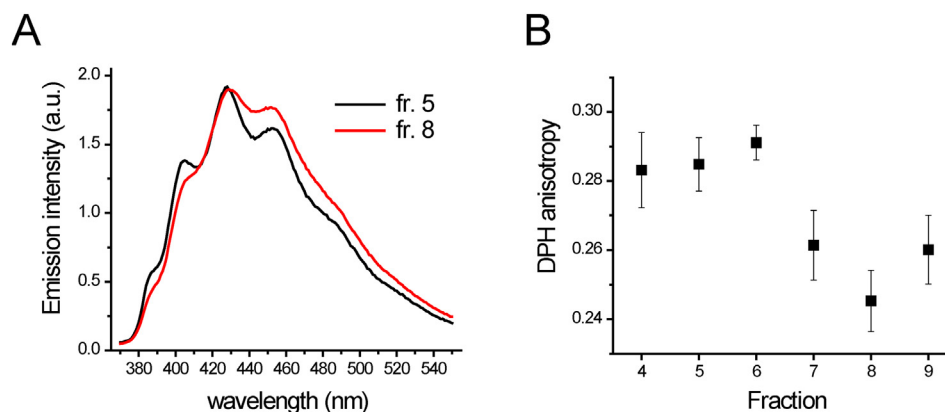 A
Emission intensity (a.u.)
2.0
1.5
1.0
0.5
0.0
fr. 5
fr. 8
380 400 420 440 460 480 500 520 540
wavelength (nm)
B
DPH anisotropy
0.30
0.28
0.26
0.24
4 5 6 7 8 9
Fraction